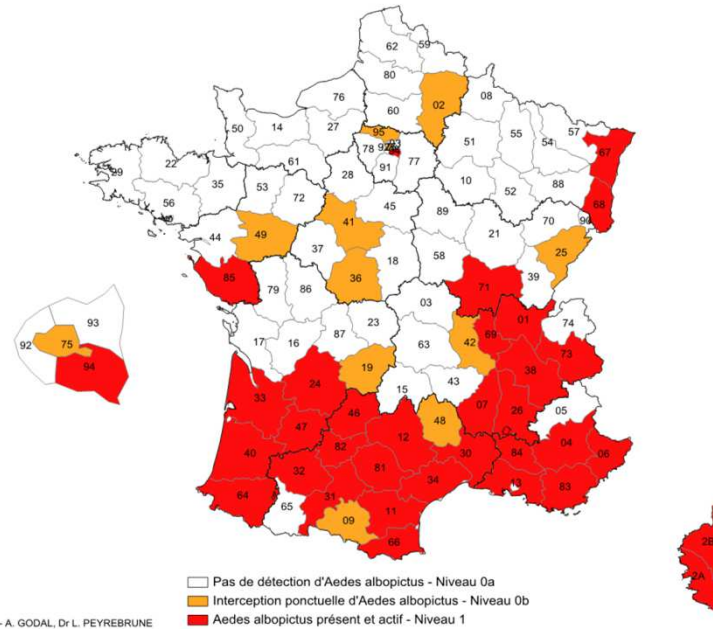 62 59
80
76 02 08
60
50 14 27 95 51 55 57 54 67
78 77
61 91
22 35 53 28 10 88 68
56 72 45 52
89 70
44 49 41 21 25
37 18 58 39
85 79 86 36 71
03
93 23 69 01 74
92 75 87 42
94 17 16 63 73
24 19 38
33 15 43
46 07 26 05
47 48
12 04 06
40 82 30 84
32 81 34 13 83
64 31
65 09 11
66
2B
2A
Pas de détection d'Aedes albopictus - Niveau 0a
Interception ponctuelle d'Aedes albopictus - Niveau 0b
- A. GODAL, Dr L. PEYREBRUNE
Aedes albopictus présent et actif - Niveau 1